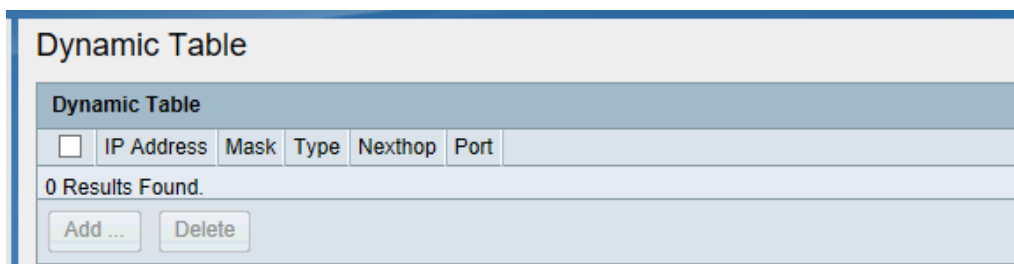 Dynamic Table
Dynamic Table
IP Address Mask Type Nexthop Port
0 Results Found.
Add ... Delete